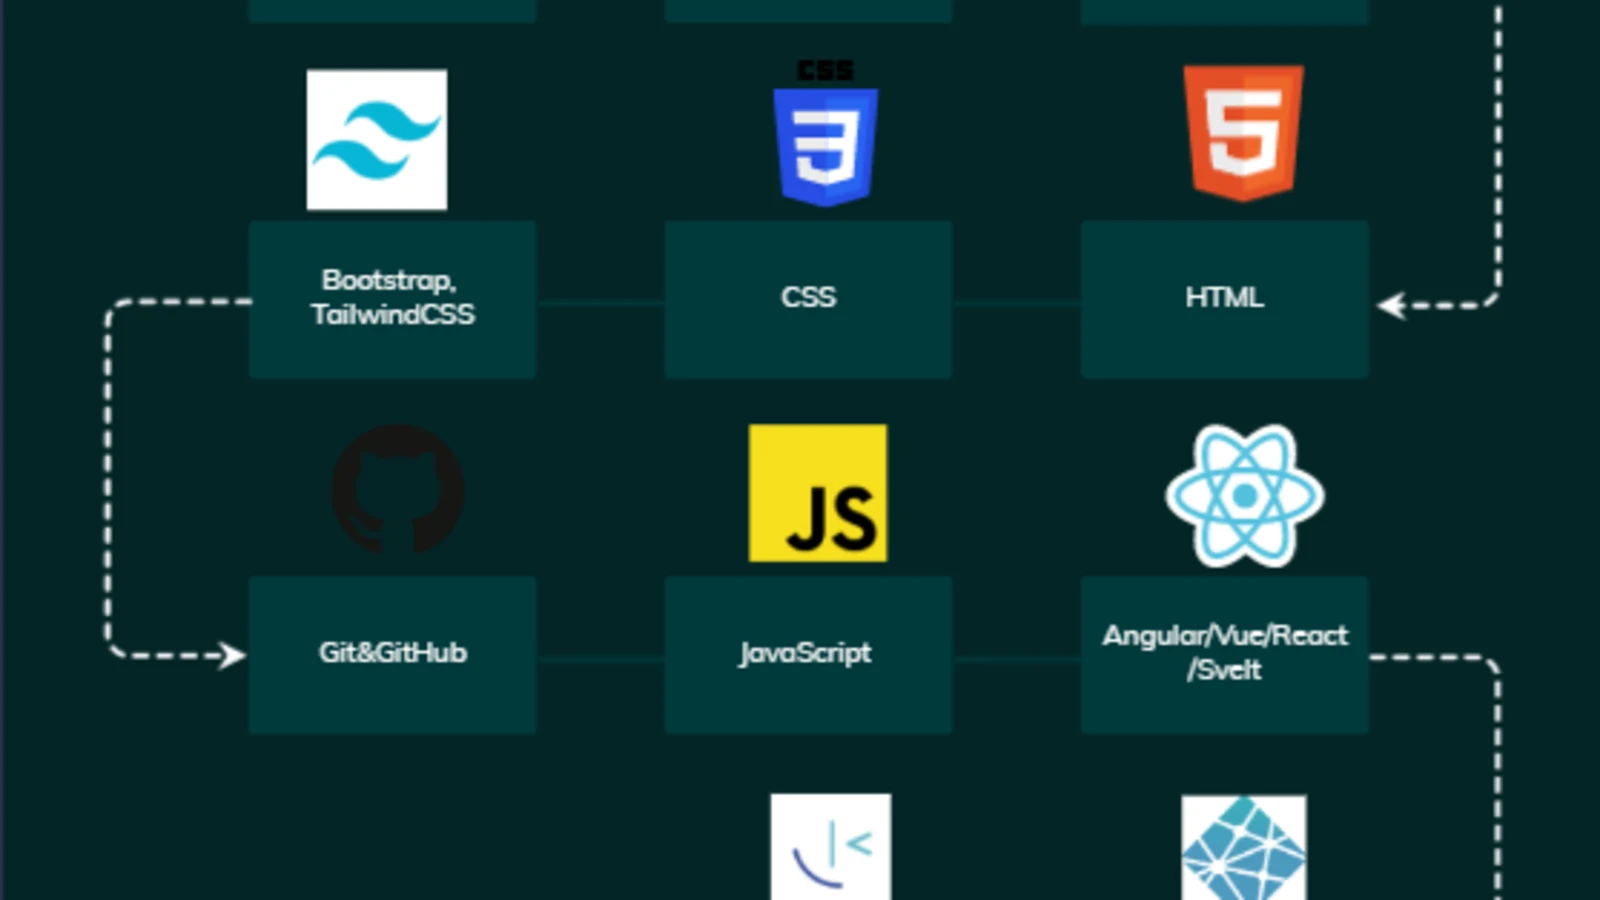 CSS
Bootstrap,
TailwindCSS
CSS
HTML
JS
Git&GitHub
JavaScript
Angular/Vue/React
/Svelt